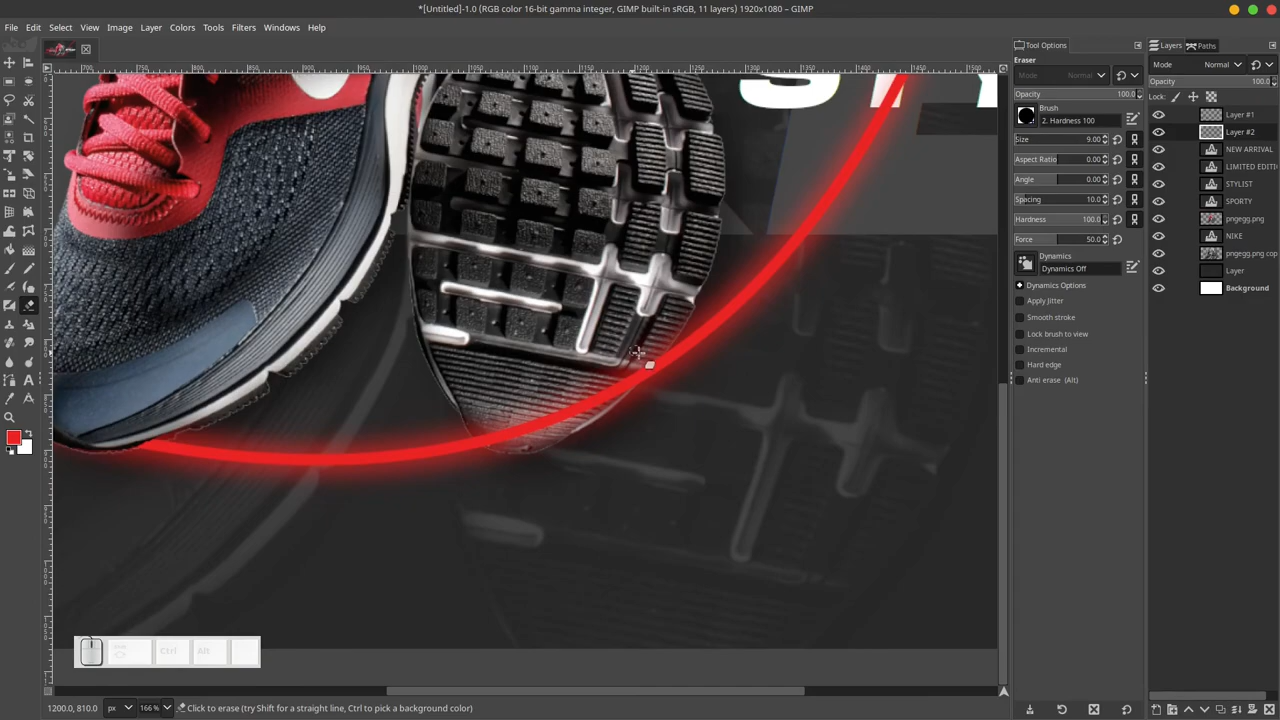 *[Untitled]-1.0 (RGB color 16-bit gamma integer, GIMP built-in sRGB, 11 layers) 1920x1080 – GIMP
File Edit Select View Image Layer Colors Tools Filters Windows Help
Tool Options
Eraser
Mode Normal
Opacity 100.0
Brush
2. Hardness 100
Size 9.00
Aspect Ratio 0.00
Angle 0.00
Spacing 10.0
Hardness 100.0
Force 50.0
Dynamics
Dynamics Off
Dynamics Options
Apply Jitter
Smooth stroke
Lock brush to view
Incremental
Hard edge
Anti erase (Alt)
Layers Paths
Mode Normal
Opacity 100.0
Lock:
Layer #1
Layer #2
NEW ARRIVAL
LIMITED EDITI
STYLIST
SPORTY
pngegg.png
NIKE
pngegg.png cop
Layer
Background
Ctrl Alt
1200.0, 810.0 px 166 % Click to erase (try Shift for a straight line, Ctrl to pick a background color)